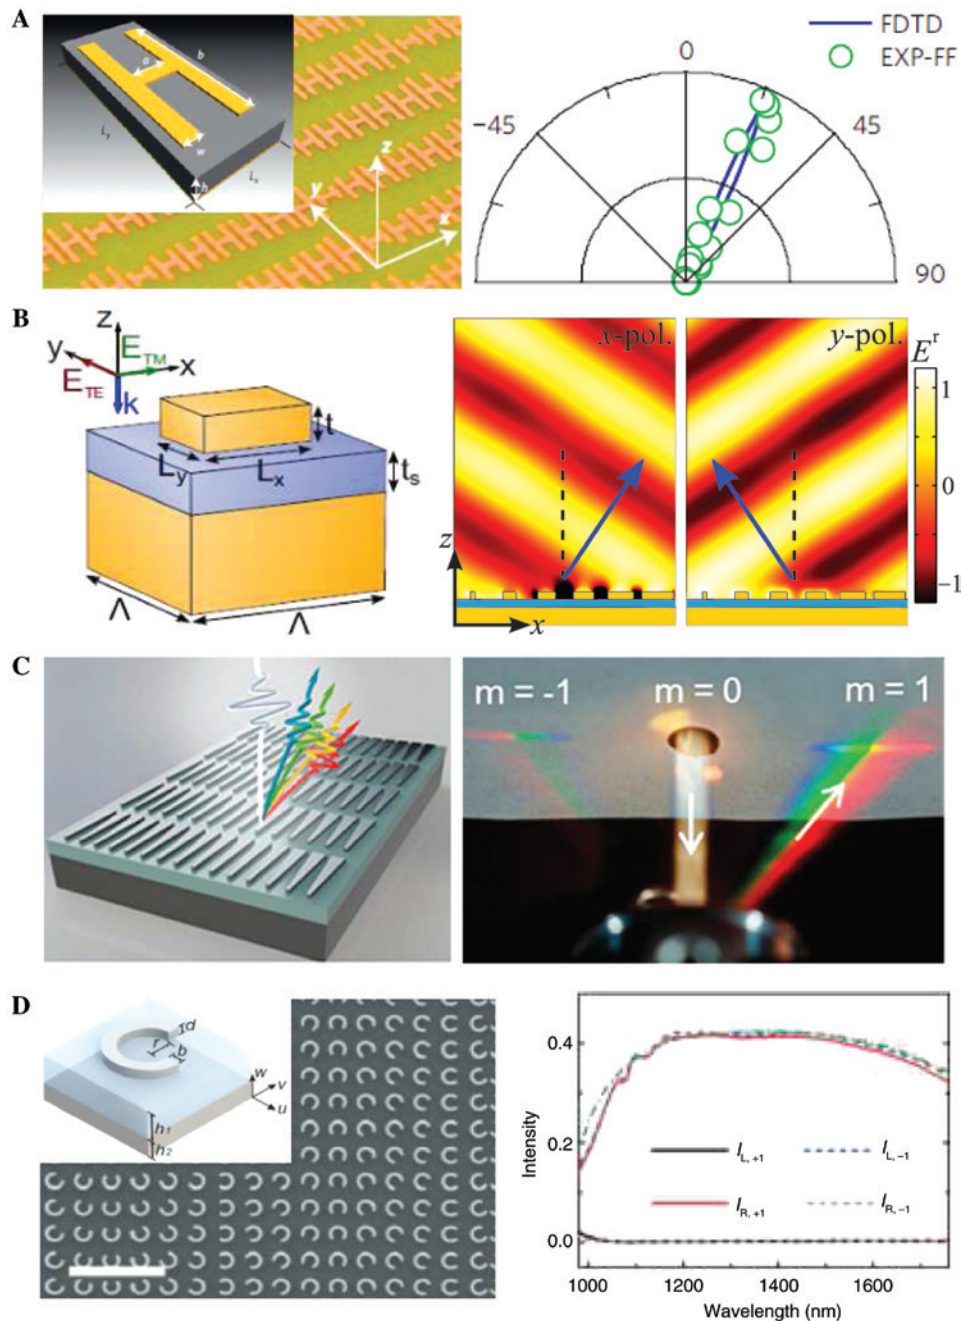 A
a
b
w
h
L_y
L_x
z
y
x
FDTD
EXP-FF
0
−45
45
90
B
z
y
E_TM
x
E_TE
k
t
L_y
L_x
t_s
Λ
Λ
x-pol.
y-pol.
E^r
1
0
−1
z
x
C
m = -1
m = 0
m = 1
D
d
r
b
w
v
u
h_1
h_2
Intensity
0.4
0.2
0.0
I_L, +1
I_L, −1
I_R, +1
I_R, −1
1000
1200
1400
1600
Wavelength (nm)